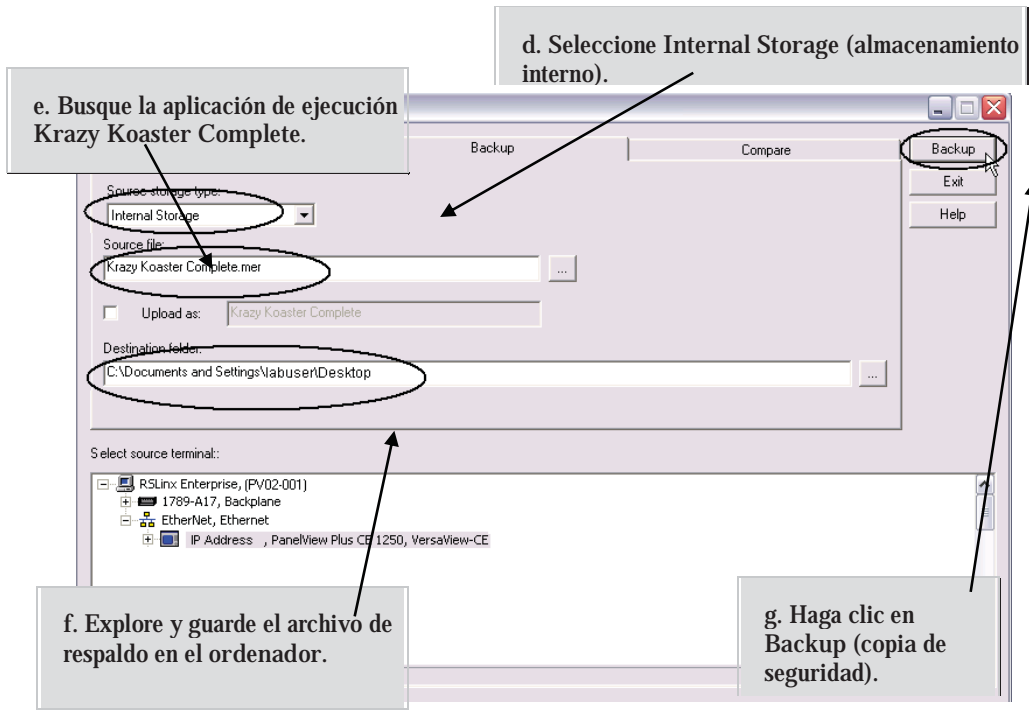 d. Seleccione Internal Storage (almacenamiento
interno).
e. Busque la aplicación de ejecución
Krazy Koaster Complete.
Backup
Compare
Backup
Exit
Help
Source storage type:
Internal Storage
Source file:
Krazy Koaster Complete.mer
...
Upload as:
Krazy Koaster Complete
Destination folder:
C:\Documents and Settings\labuser\Desktop
...
Select source terminal::
RSLinx Enterprise, (PV02-001)
1789-A17, Backplane
EtherNet, Ethernet
IP Address , PanelView Plus CE 1250, VersaView-CE
f. Explore y guarde el archivo de
respaldo en el ordenador.
g. Haga clic en
Backup (copia de
seguridad).